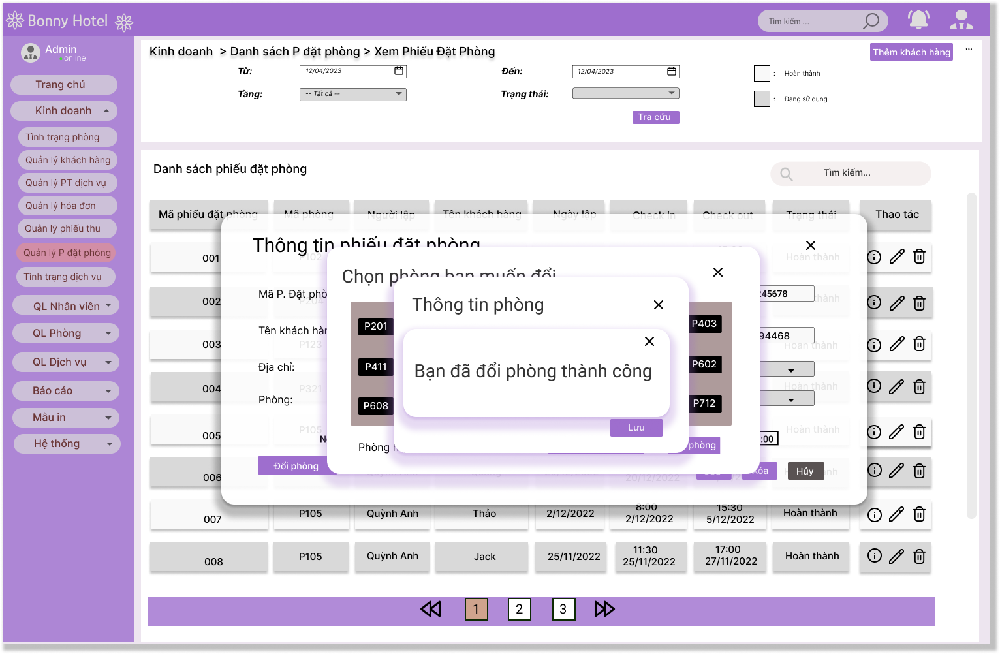 Bonny Hotel
Tìm kiếm ....
Admin
online
Trang chủ
Kinh doanh
Tình trạng phòng
Quản lý khách hàng
Quản lý PT dịch vụ
Quản lý hóa đơn
Quản lý phiếu thu
Quản lý P đặt phòng
Tình trạng dịch vụ
QL Nhân viên
QL Phòng
QL Dịch vụ
Báo cáo
Mẫu in
Hệ thống
Kinh doanh > Danh sách P đặt phòng > Xem Phiếu Đặt Phòng
Thêm khách hàng
...
Từ:
12/04/2023
Đến:
12/04/2023
: Hoàn thành
Tầng:
-- Tất cả --
Trạng thái:
: Đang sử dụng
Tra cứu
Danh sách phiếu đặt phòng
Tìm kiếm...
Mã phiếu đặt phòng Mã phòng Người lập Tên khách hàng Ngày lập Check in Check out Trạng thái Thao tác
001 P102 Hoàn thành
002 P204 thành
003 P123 Hoàn thành
004 P321 Hoàn thành
005 P105 Hoàn thành
006 20/12/2022
007 P105 Quỳnh Anh Thảo 2/12/2022 8:00 2/12/2022 15:30 5/12/2022 Hoàn thành
008 P105 Quỳnh Anh Jack 25/11/2022 11:30 25/11/2022 17:00 27/11/2022 Hoàn thành
Thông tin phiếu đặt phòng
Mã P. Đặt phò
245678
Tên khách hàn
94468
Địa chỉ:
Phòng:
:00
Đổi phòng
Xóa
Hủy
Chọn phòng bạn muốn đổi
P201
P403
P411
P602
P608
P712
Phòng h
phòng
Thông tin phòng
Bạn đã đổi phòng thành công
Lưu
1 2 3